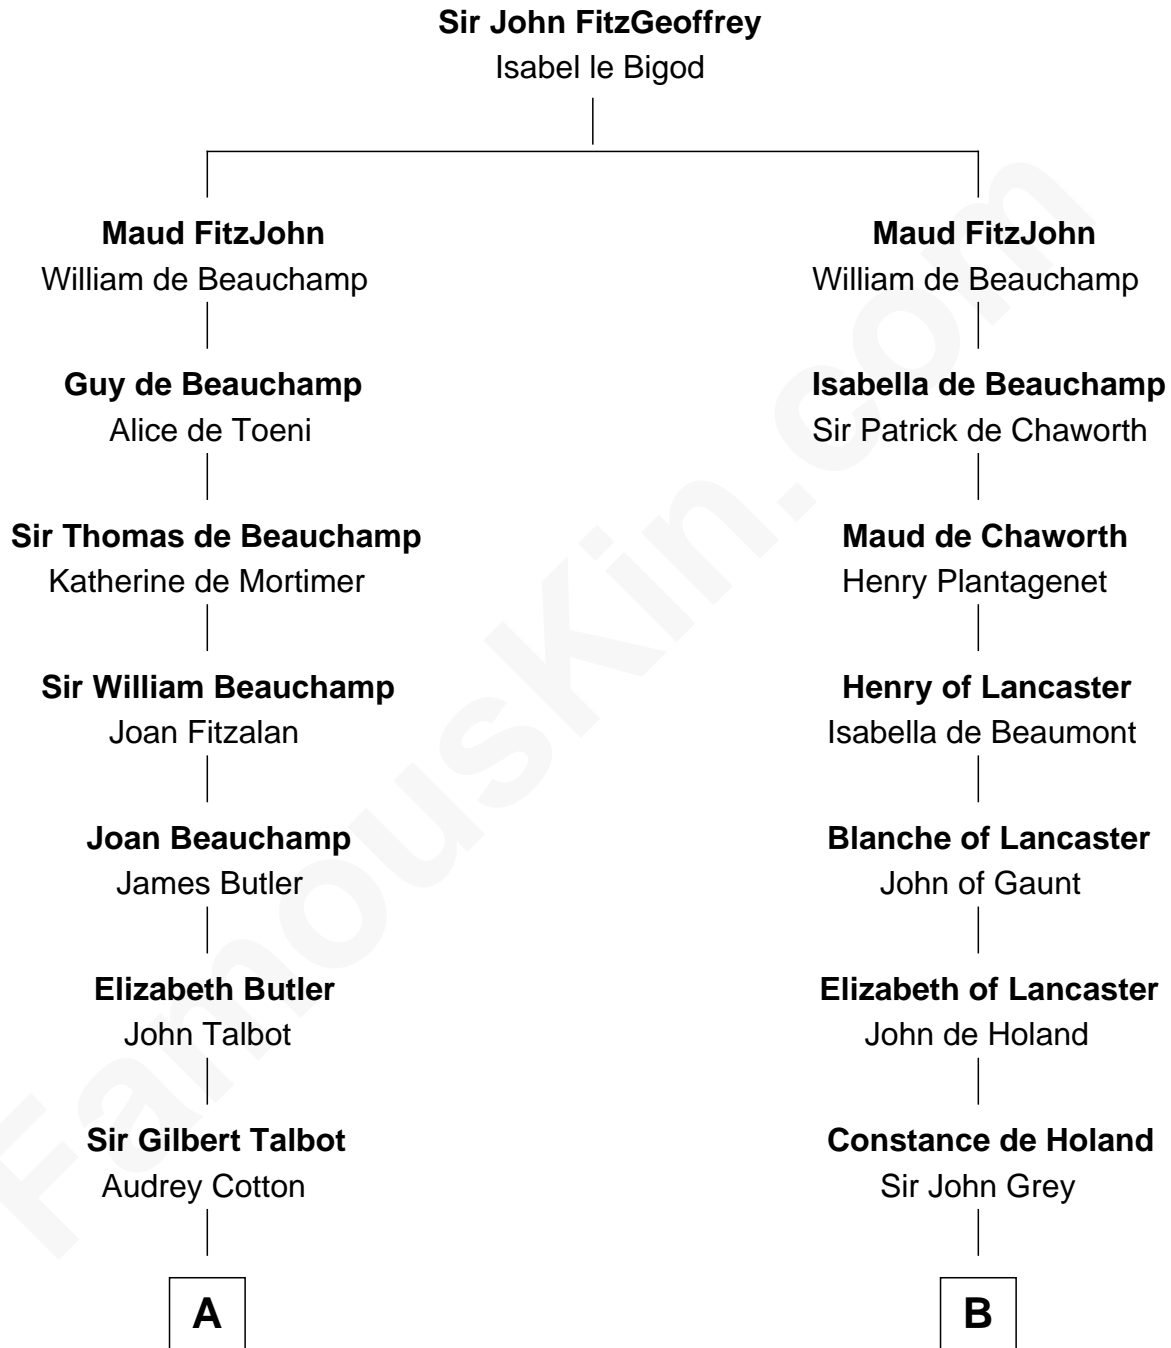 Sir John FitzGeoffrey
Isabel le Bigod
Maud FitzJohn
William de Beauchamp
Guy de Beauchamp
Alice de Toeni
Sir Thomas de Beauchamp
Katherine de Mortimer
Sir William Beauchamp
Joan Fitzalan
Joan Beauchamp
James Butler
Elizabeth Butler
John Talbot
Sir Gilbert Talbot
Audrey Cotton
A
Maud FitzJohn
William de Beauchamp
Isabella de Beauchamp
Sir Patrick de Chaworth
Maud de Chaworth
Henry Plantagenet
Henry of Lancaster
Isabella de Beaumont
Blanche of Lancaster
John of Gaunt
Elizabeth of Lancaster
John de Holand
Constance de Holand
Sir John Grey
B
FamousKin.com